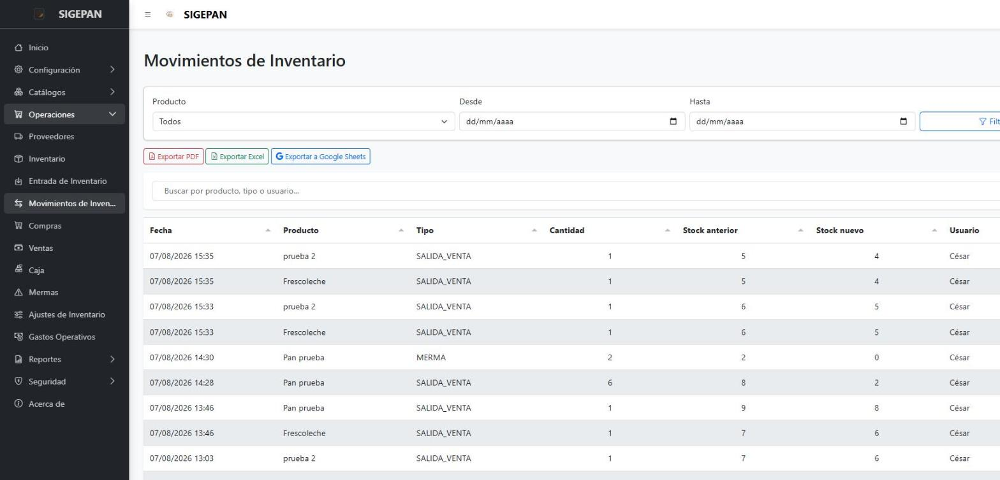 SIGEPAN
SIGEPAN
Inicio
Configuración
Catálogos
Operaciones
Proveedores
Inventario
Entrada de Inventario
Movimientos de Inven...
Compras
Ventas
Caja
Mermas
Ajustes de Inventario
Gastos Operativos
Reportes
Seguridad
Acerca de
Movimientos de Inventario
Producto Desde Hasta
Todos dd/mm/aaaa dd/mm/aaaa Filt
Exportar PDF Exportar Excel Exportar a Google Sheets
Buscar por producto, tipo o usuario...
Fecha Producto Tipo Cantidad Stock anterior Stock nuevo Usuario
07/08/2026 15:35 prueba 2 SALIDA_VENTA 1 5 4 César
07/08/2026 15:35 Frescoleche SALIDA_VENTA 1 5 4 César
07/08/2026 15:33 prueba 2 SALIDA_VENTA 1 6 5 César
07/08/2026 15:33 Frescoleche SALIDA_VENTA 1 6 5 César
07/08/2026 14:30 Pan prueba MERMA 2 2 0 César
07/08/2026 14:28 Pan prueba SALIDA_VENTA 6 8 2 César
07/08/2026 13:46 Pan prueba SALIDA_VENTA 1 9 8 César
07/08/2026 13:46 Frescoleche SALIDA_VENTA 1 7 6 César
07/08/2026 13:03 prueba 2 SALIDA_VENTA 1 7 6 César